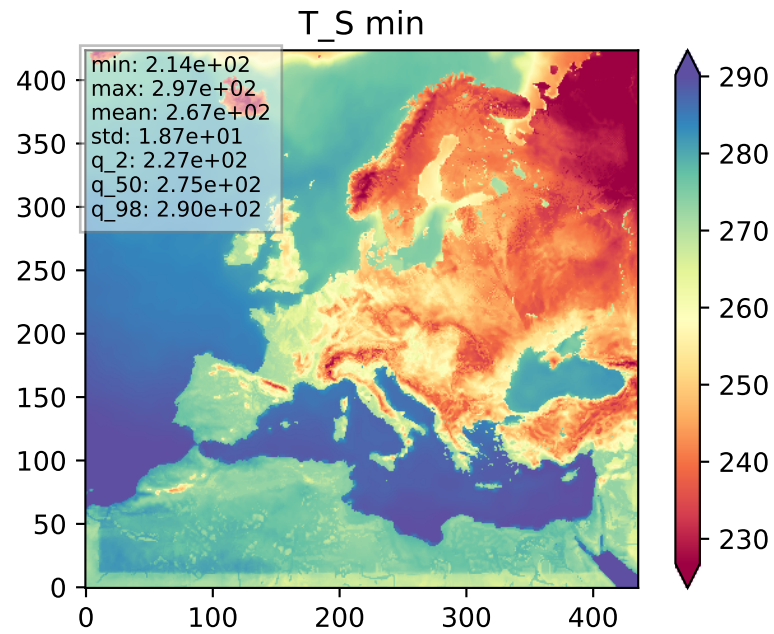 T_S min
min: 2.14e+02
max: 2.97e+02
mean: 2.67e+02
std: 1.87e+01
q_2: 2.27e+02
q_50: 2.75e+02
q_98: 2.90e+02
400
350
300
250
200
150
100
50
0
0 100 200 300 400
290
280
270
260
250
240
230